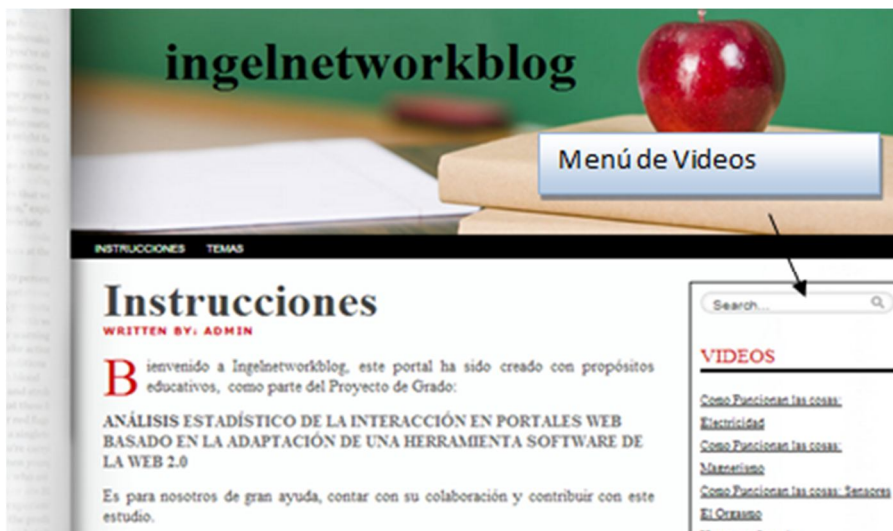 ingelnetworkblog
Menú de Videos
INSTRUCCIONES TEMAS
Instrucciones
WRITTEN BY: ADMIN
Bienvenido a Ingelnetworkblog, este portal ha sido creado con propósitos
educativos, como parte del Proyecto de Grado:
ANÁLISIS ESTADÍSTICO DE LA INTERACCIÓN EN PORTALES WEB
BASADO EN LA ADAPTACIÓN DE UNA HERRAMIENTA SOFTWARE DE
LA WEB 2.0
Es para nosotros de gran ayuda, contar con su colaboración y contribuir con este
estudio.
Search...
VIDEOS
Como Funcionan las cosas:
Electricidad
Como Funcionan las cosas:
Magnetismo
Como Funcionan las cosas: Sensores
El Orgasmo